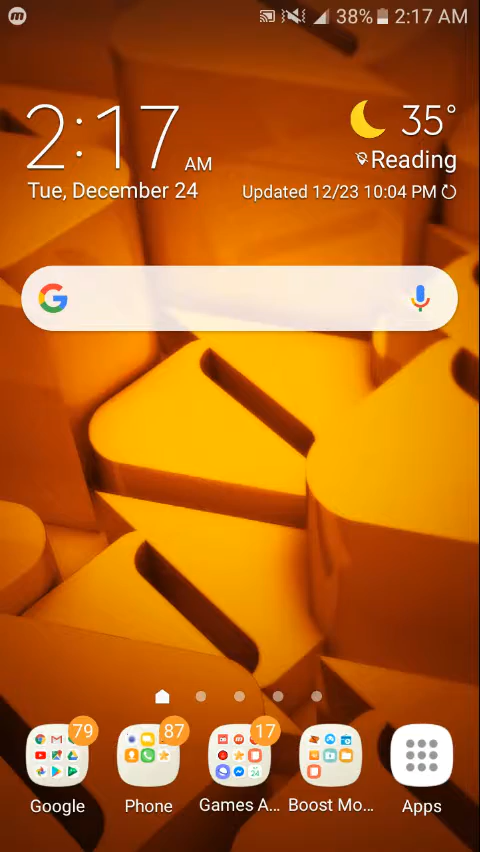 38% 2:17 AM
2:17 AM
35°
Reading
Tue, December 24
Updated 12/23 10:04 PM
79
87
17
Google
Phone
Games A...
Boost Mo...
Apps